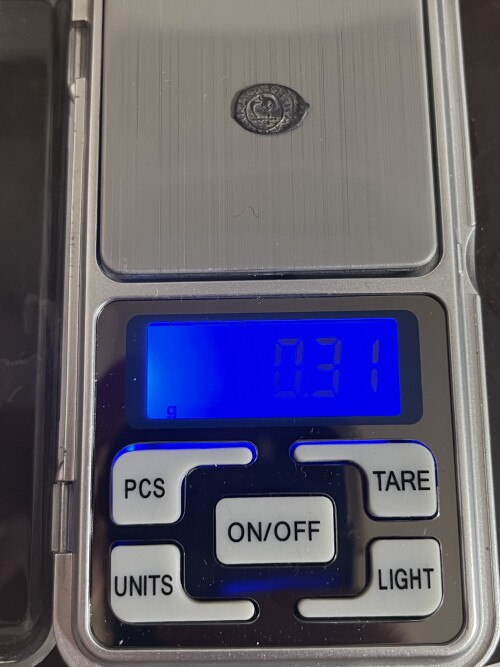 0.31
g
PCS
TARE
ON/OFF
UNITS
LIGHT